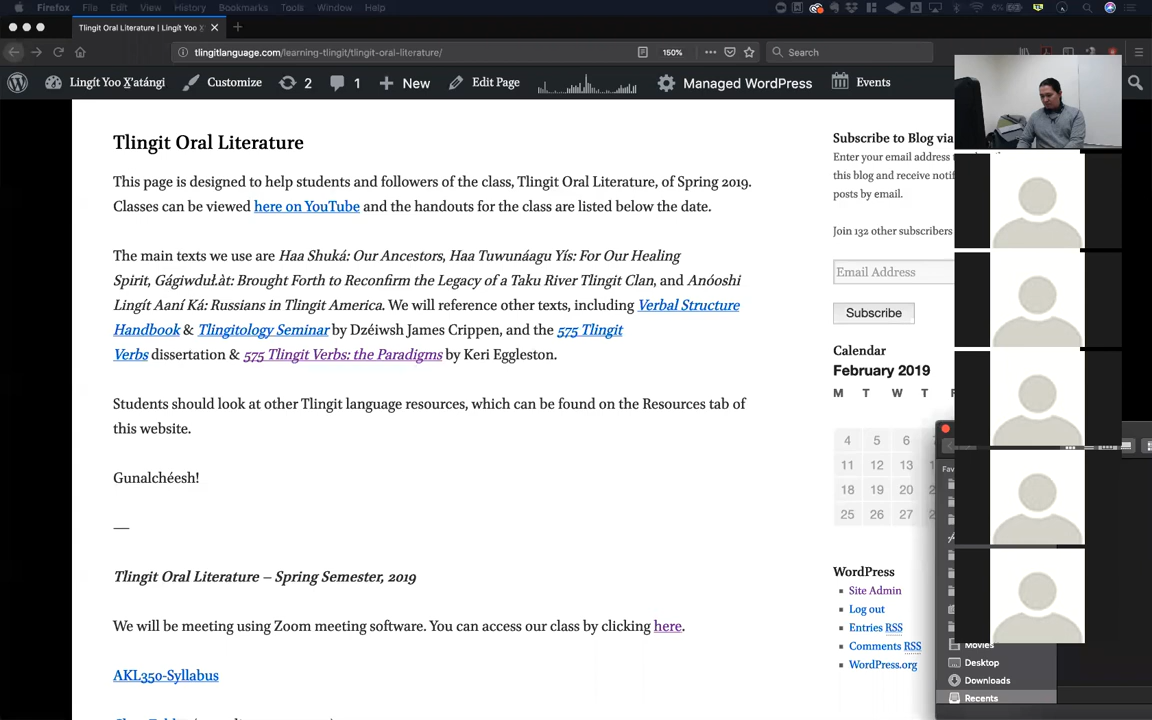 Firefox File Edit View History Bookmarks Tools Window Help
Tlingit Oral Literature | Lingít Yoo X
tlingitlanguage.com/learning-tlingit/tlingit-oral-literature/ 150% Search
Lingít Yoo X̱'atángi Customize 2 1 New Edit Page Managed WordPress Events
Tlingit Oral Literature
This page is designed to help students and followers of the class, Tlingit Oral Literature, of Spring 2019.
Classes can be viewed here on YouTube and the handouts for the class are listed below the date.
The main texts we use are Haa Shuká: Our Ancestors, Haa Tuwunáagu Yís: For Our Healing
Spirit, Gágiwduł.àt: Brought Forth to Reconfirm the Legacy of a Taku River Tlingit Clan, and Anóoshi
Lingít Aaní Ká: Russians in Tlingit America. We will reference other texts, including Verbal Structure
Handbook & Tlingitology Seminar by Dzéiwsh James Crippen, and the 575 Tlingit
Verbs dissertation & 575 Tlingit Verbs: the Paradigms by Keri Eggleston.
Students should look at other Tlingit language resources, which can be found on the Resources tab of
this website.
Gunalchéesh!
—
Tlingit Oral Literature – Spring Semester, 2019
We will be meeting using Zoom meeting software. You can access our class by clicking here.
AKL350-Syllabus
Subscribe to Blog via
Enter your email address
this blog and receive notif
posts by email.
Join 132 other subscribers
Email Address
Subscribe
Calendar
February 2019
M T W T F
4 5 6
11 12 13 1
18 19 20 2
25 26 27 2
WordPress
Site Admin
Log out
Entries RSS
Comments RSS
WordPress.org
Fav
Movies
Desktop
Downloads
Recents